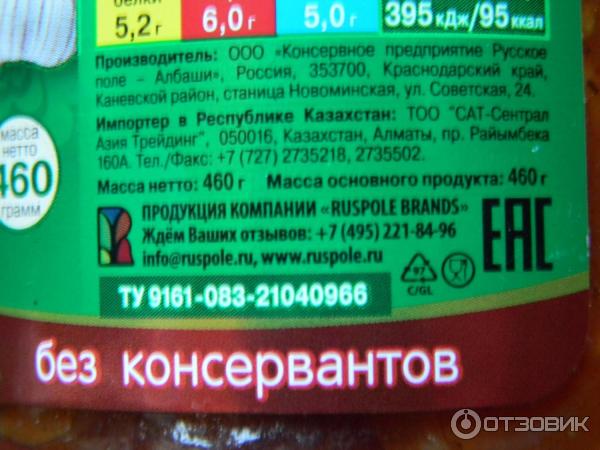 белки
5,2 г
6,0 г
5,0 г
395 кДж/95 ккал
Производитель: ООО «Консервное предприятие Русское
поле – Албаши», Россия, 353700, Краснодарский край,
Каневской район, станица Новоминская, ул. Советская, 24.
Импортер в Республике Казахстан: ТОО "САТ-Сентрал
Азия Трейдинг", 050016, Казахстан, Алматы, пр. Райымбека
160А. Тел./Факс: +7 (727) 2735218, 2735502.
масса
нетто
460
грамм
Масса нетто: 460 г Масса основного продукта: 460 г
ПРОДУКЦИЯ КОМПАНИИ «RUSPOLE BRANDS»
Ждём Ваших отзывов: +7 (495) 221-84-96
info@ruspole.ru, www.ruspole.ru
EAC
97
C/GL
ТУ 9161-083-21040966
без консервантов
ОТЗОВИК